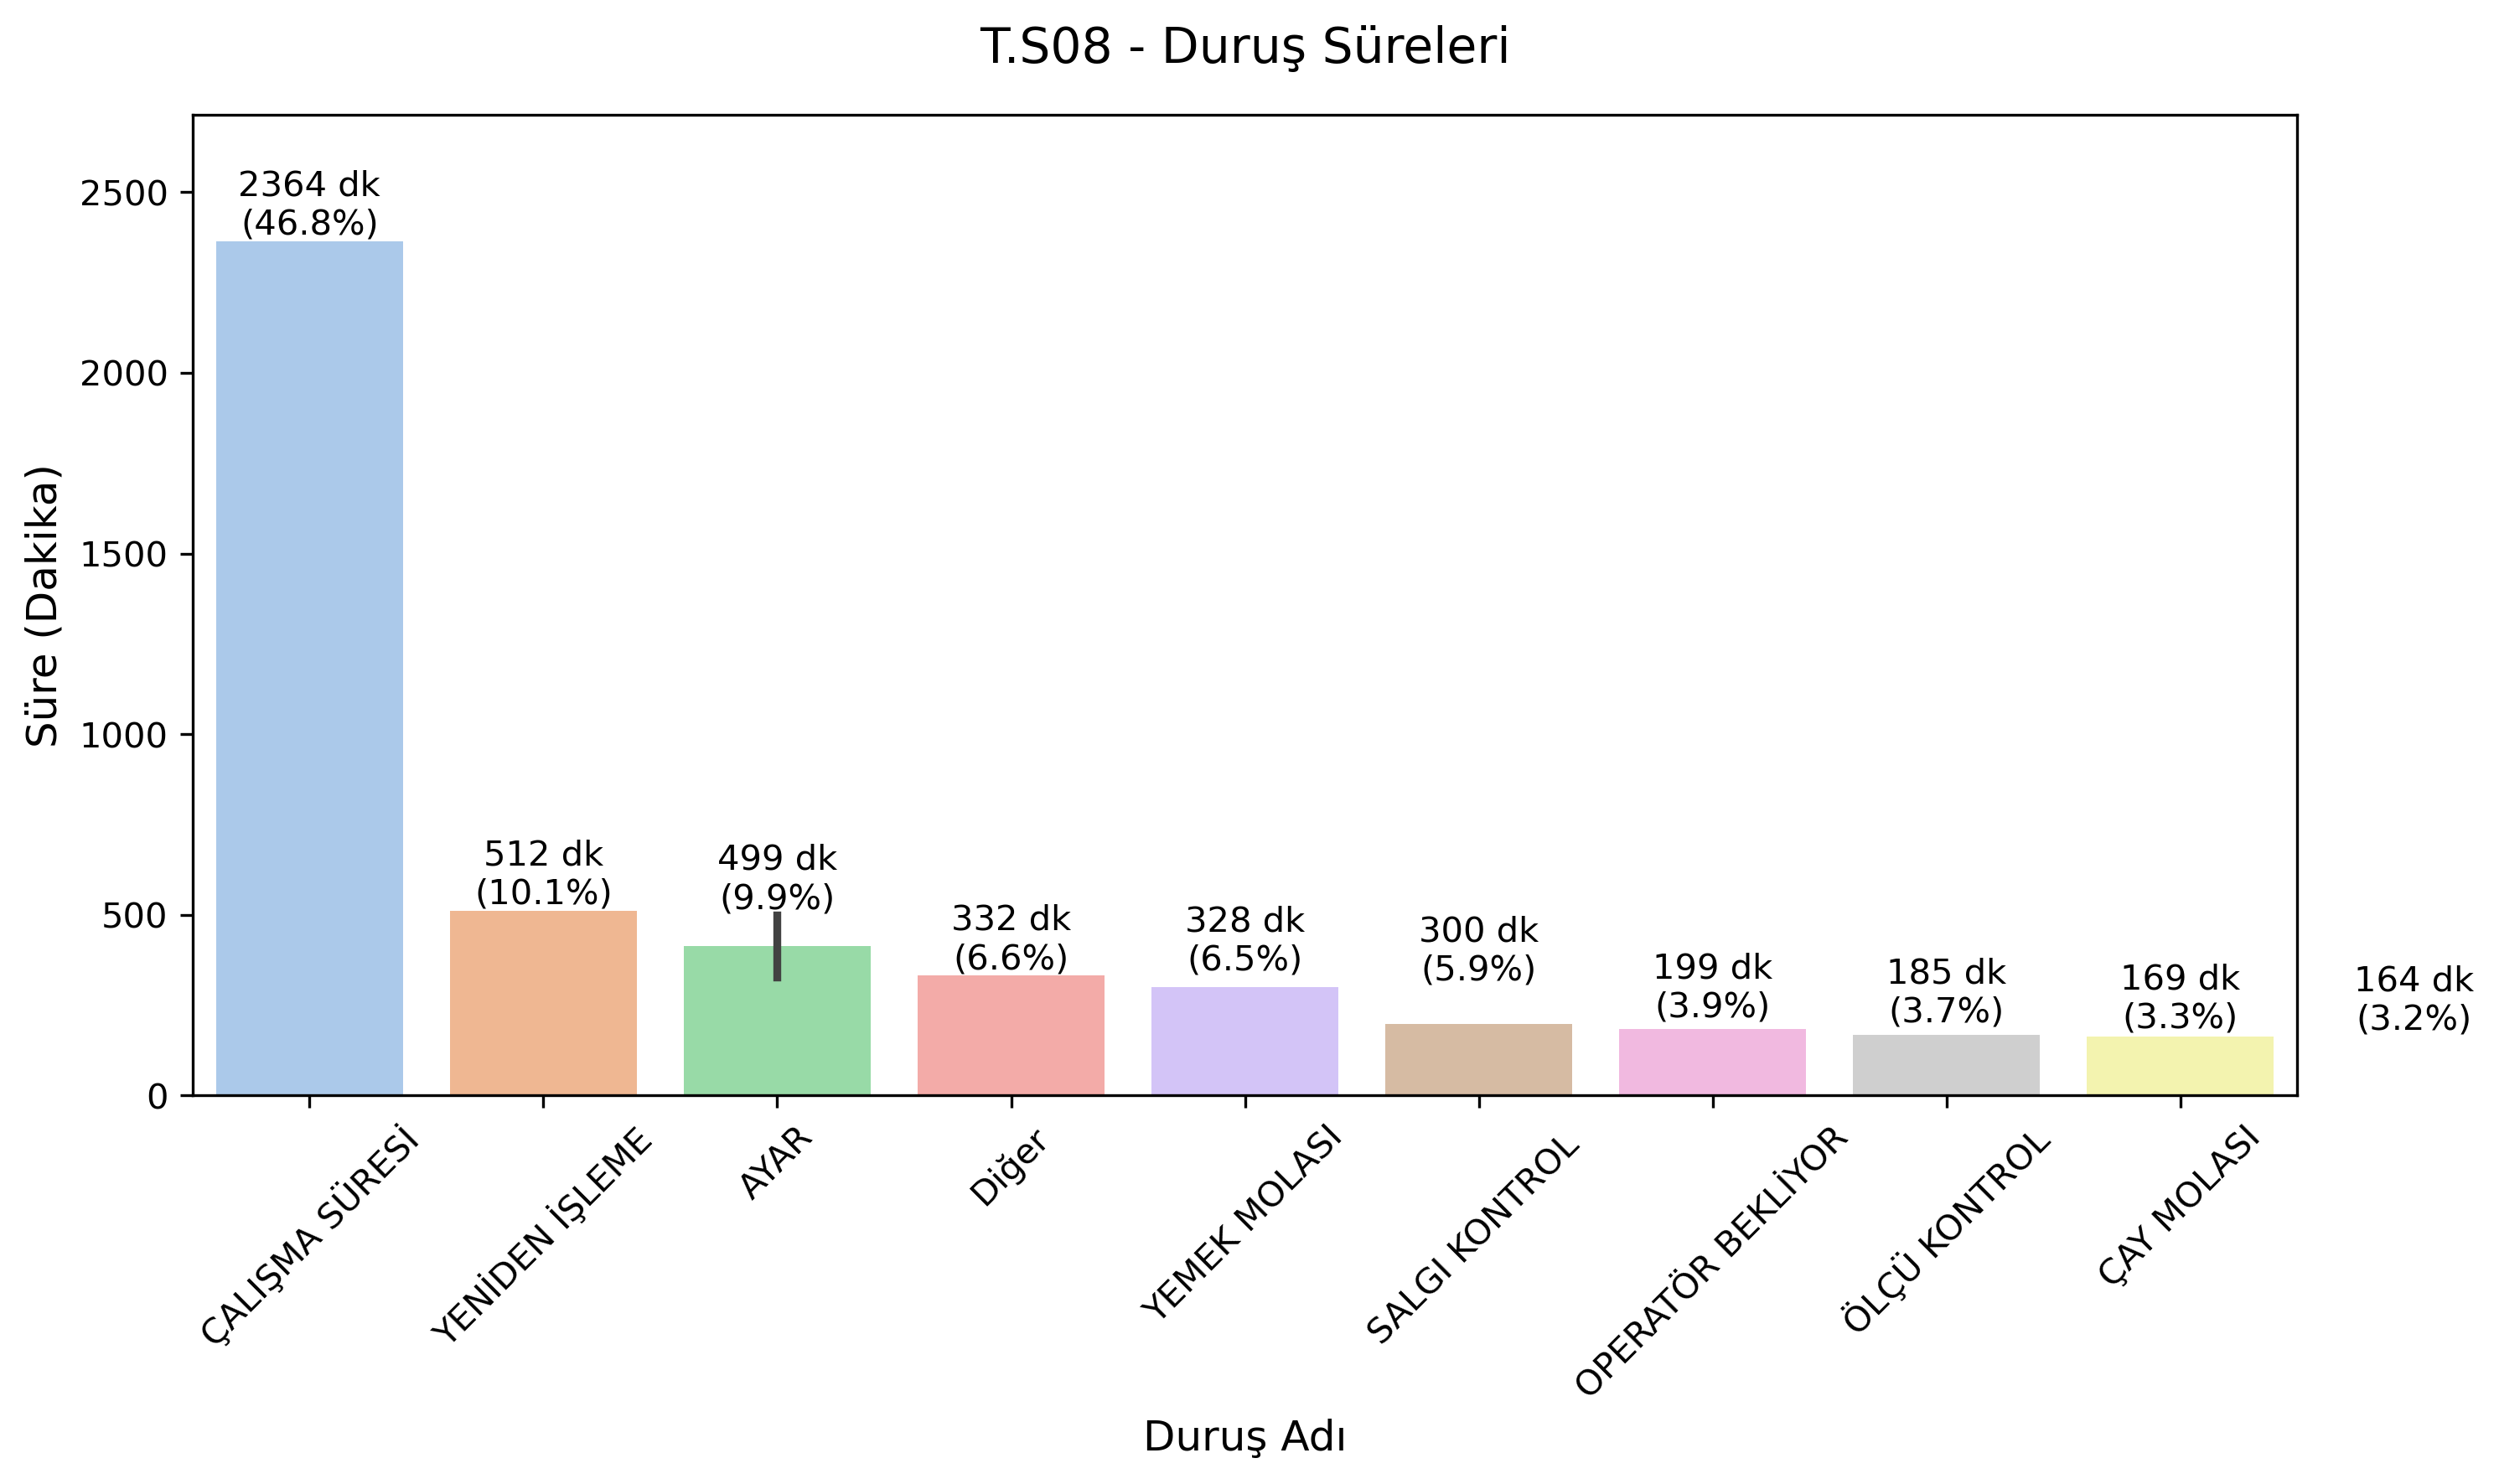 T.S08 - Duruş Süreleri
Süre (Dakika)
2500
2000
1500
1000
500
0
2364 dk
(46.8%)
512 dk
(10.1%)
499 dk
(9.9%)
332 dk
(6.6%)
328 dk
(6.5%)
300 dk
(5.9%)
199 dk
(3.9%)
185 dk
(3.7%)
169 dk
(3.3%)
164 dk
(3.2%)
ÇALIŞMA SÜRESİ
YENİDEN İŞLEME
AYAR
Diğer
YEMEK MOLASI
SALGI KONTROL
OPERATÖR BEKLİYOR
ÖLÇÜ KONTROL
ÇAY MOLASI
Duruş Adı